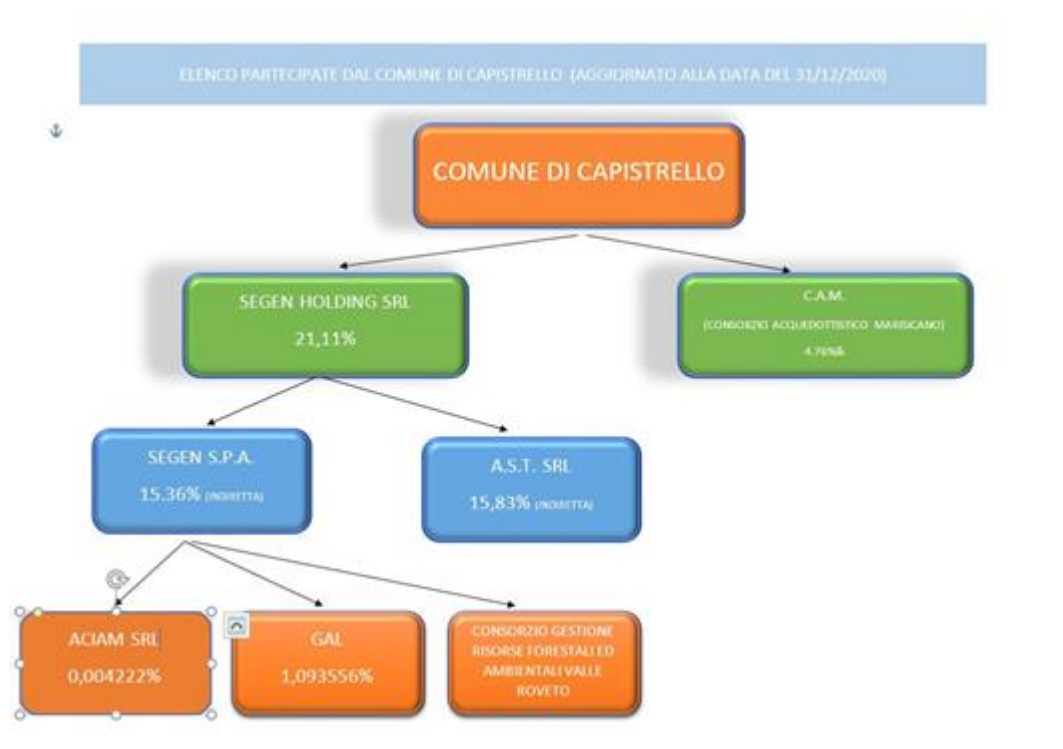 ELENCO PARTECIPATE DAL COMUNE DI CAPISTRELLO (AGGIORNATO ALLA DATA DEL 31/12/2020)
COMUNE DI CAPISTRELLO
SEGEN HOLDING SRL
21,11%
C.A.M.
(CONSORZIO ACQUEDOTTISTICO MARISICANO)
4.76%
SEGEN S.P.A.
15.36% (INDIRETTA)
A.S.T. SRL
15,83% (INDIRETTA)
ACIAM SRL
0,004222%
GAL
1,093556%
CONSORZIO GESTIONE
RISORSE FORESTALI ED
AMBIENTALI VALLE
ROVETO